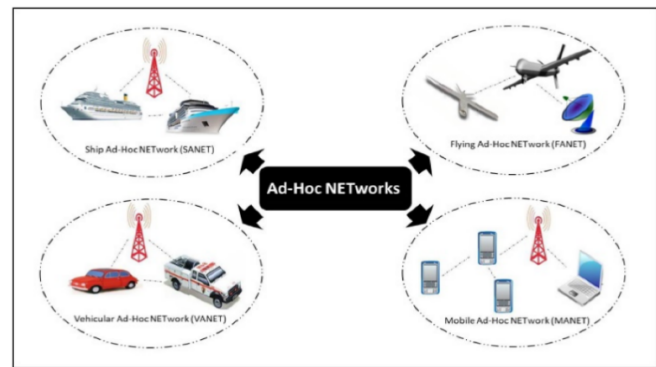 Ship Ad-Hoc NETwork (SANET)
Flying Ad-Hoc NETwork (FANET)
Ad-Hoc NETworks
Vehicular Ad-Hoc NETwork (VANET)
Mobile Ad-Hoc NETwork (MANET)